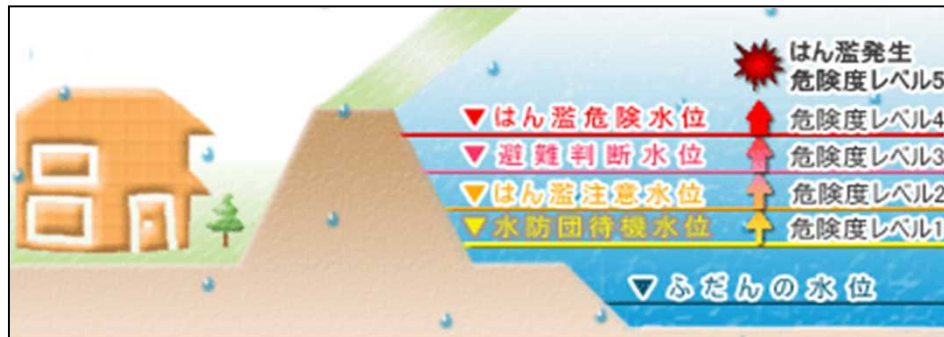 はん濫発生
危険度レベル5
▼はん濫危険水位 危険度レベル4
▼避難判断水位 危険度レベル3
▼はん濫注意水位 危険度レベル2
▼水防団待機水位 危険度レベル1
▼ふだんの水位